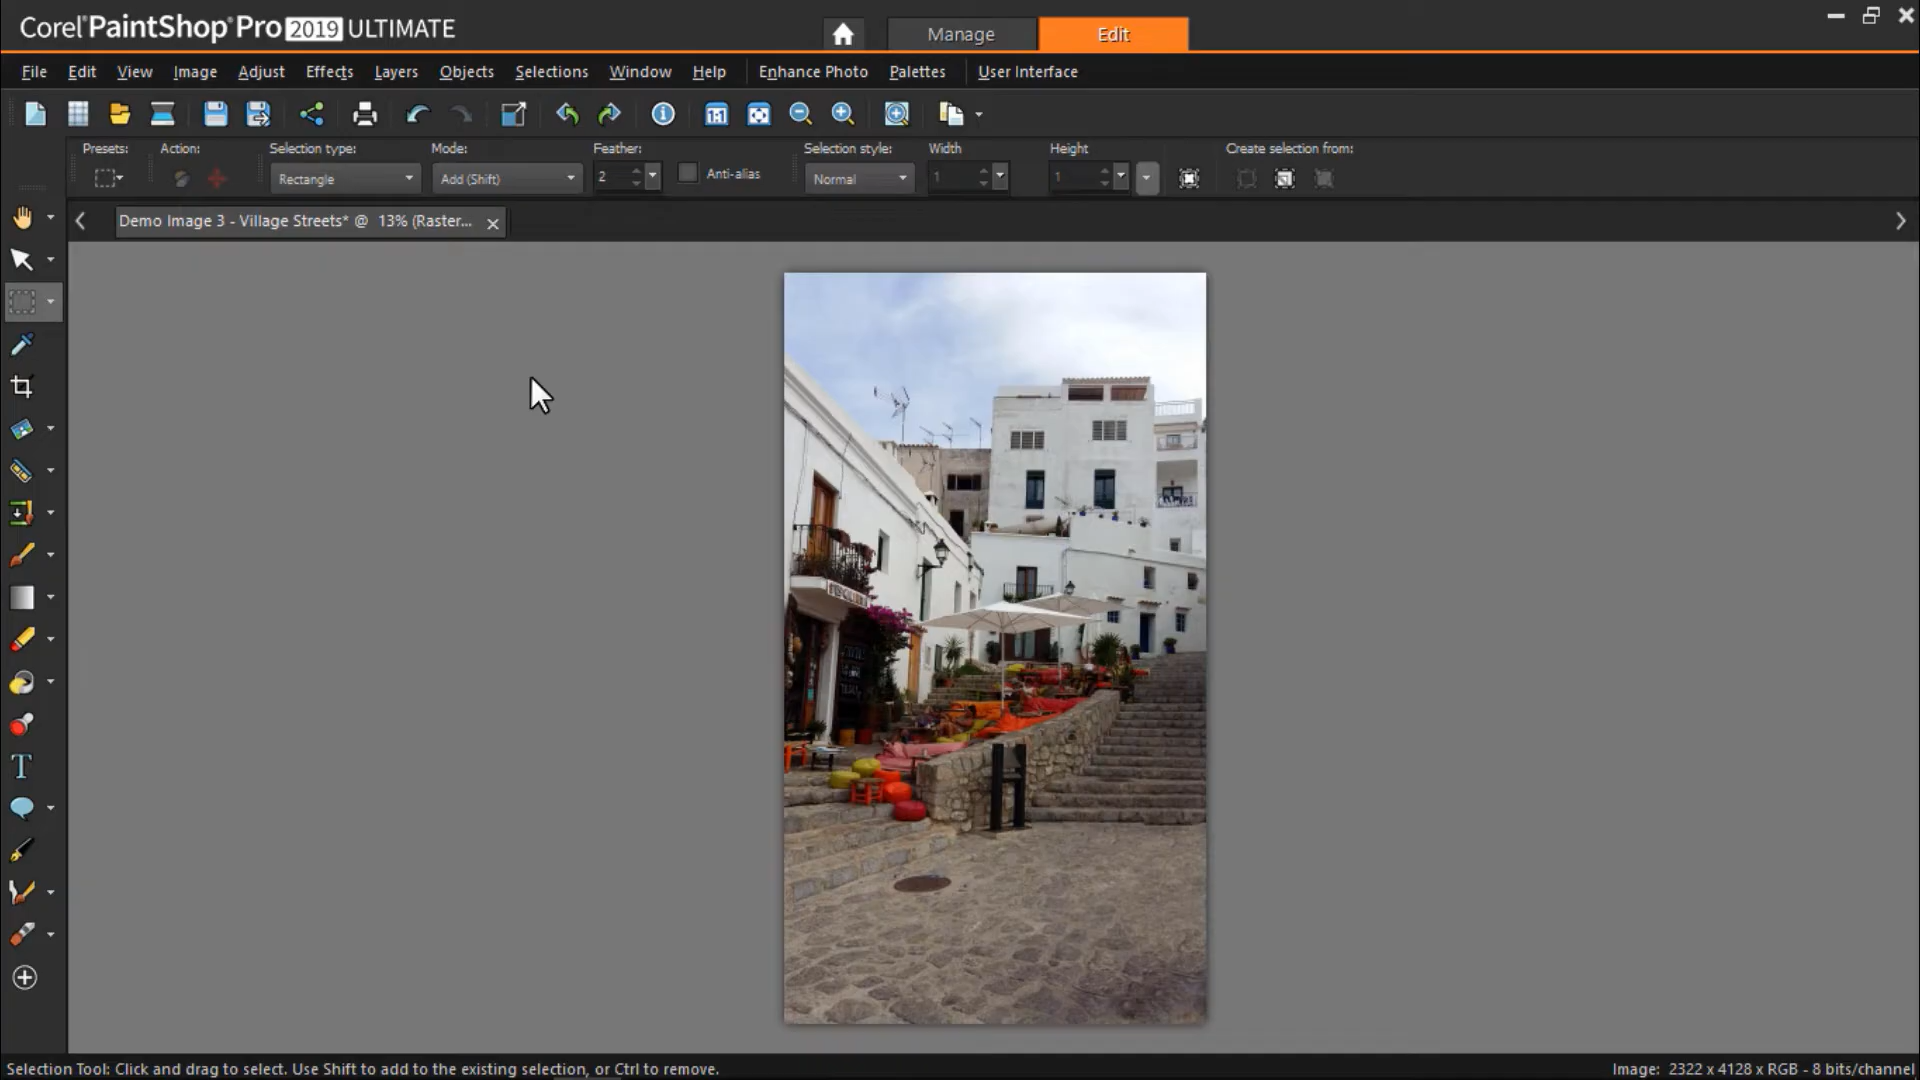 Corel® PaintShop® Pro 2019 ULTIMATE
Manage
Edit
File Edit View Image Adjust Effects Layers Objects Selections Window Help Enhance Photo Palettes User Interface
1:1
Presets: Action: Selection type: Mode: Feather: Selection style: Width Height Create selection from:
Rectangle Add (Shift) 2 Anti-alias Normal 1 1
Demo Image 3 - Village Streets* @ 13% (Raster...
T
Selection Tool: Click and drag to select. Use Shift to add to the existing selection, or Ctrl to remove.
Image: 2322 x 4128 x RGB - 8 bits/channel